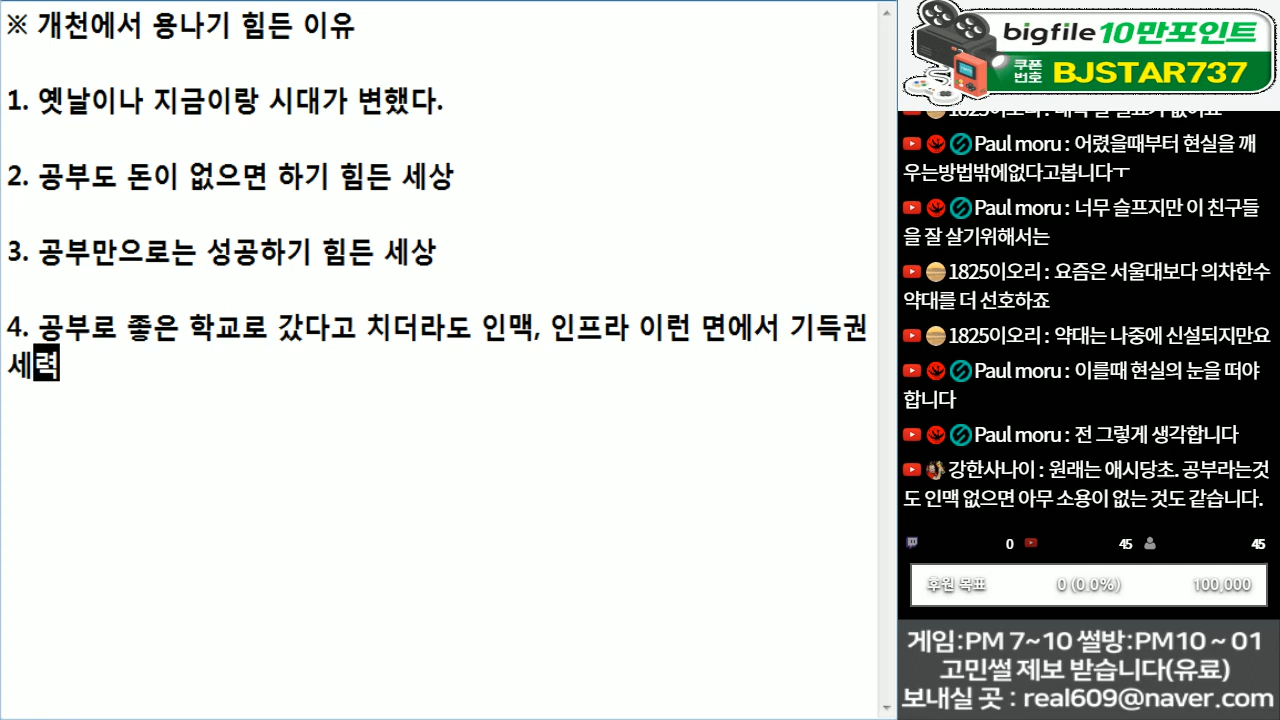 ※ 개천에서 용나기 힘든 이유
1. 옛날이나 지금이랑 시대가 변했다.
2. 공부도 돈이 없으면 하기 힘든 세상
3. 공부만으로는 성공하기 힘든 세상
4. 공부로 좋은 학교로 갔다고 치더라도 인맥, 인프라 이런 면에서 기득권
세력
bigfile 10만포인트
쿠폰
번호 BJSTAR737
Paul moru : 어렸을때부터 현실을 깨
우는방법밖에없다고봅니다ㅜ
Paul moru : 너무 슬프지만 이 친구들
을 잘 살기위해서는
1825이오리 : 요즘은 서울대보다 의차한수
약대를 더 선호하죠
1825이오리 : 약대는 나중에 신설되지만요
Paul moru : 이를때 현실의 눈을 떠야
합니다
Paul moru : 전 그렇게 생각합니다
강한사나이 : 원래는 애시당초. 공부라는것
도 인맥 없으면 아무 소용이 없는 것도 같습니다.
0 45 45
후원 목표 0 (0.0%) 100,000
게임:PM 7~10 썰방:PM10 ~ 01
고민썰 제보 받습니다(유료)
보내실 곳 : real609@naver.com